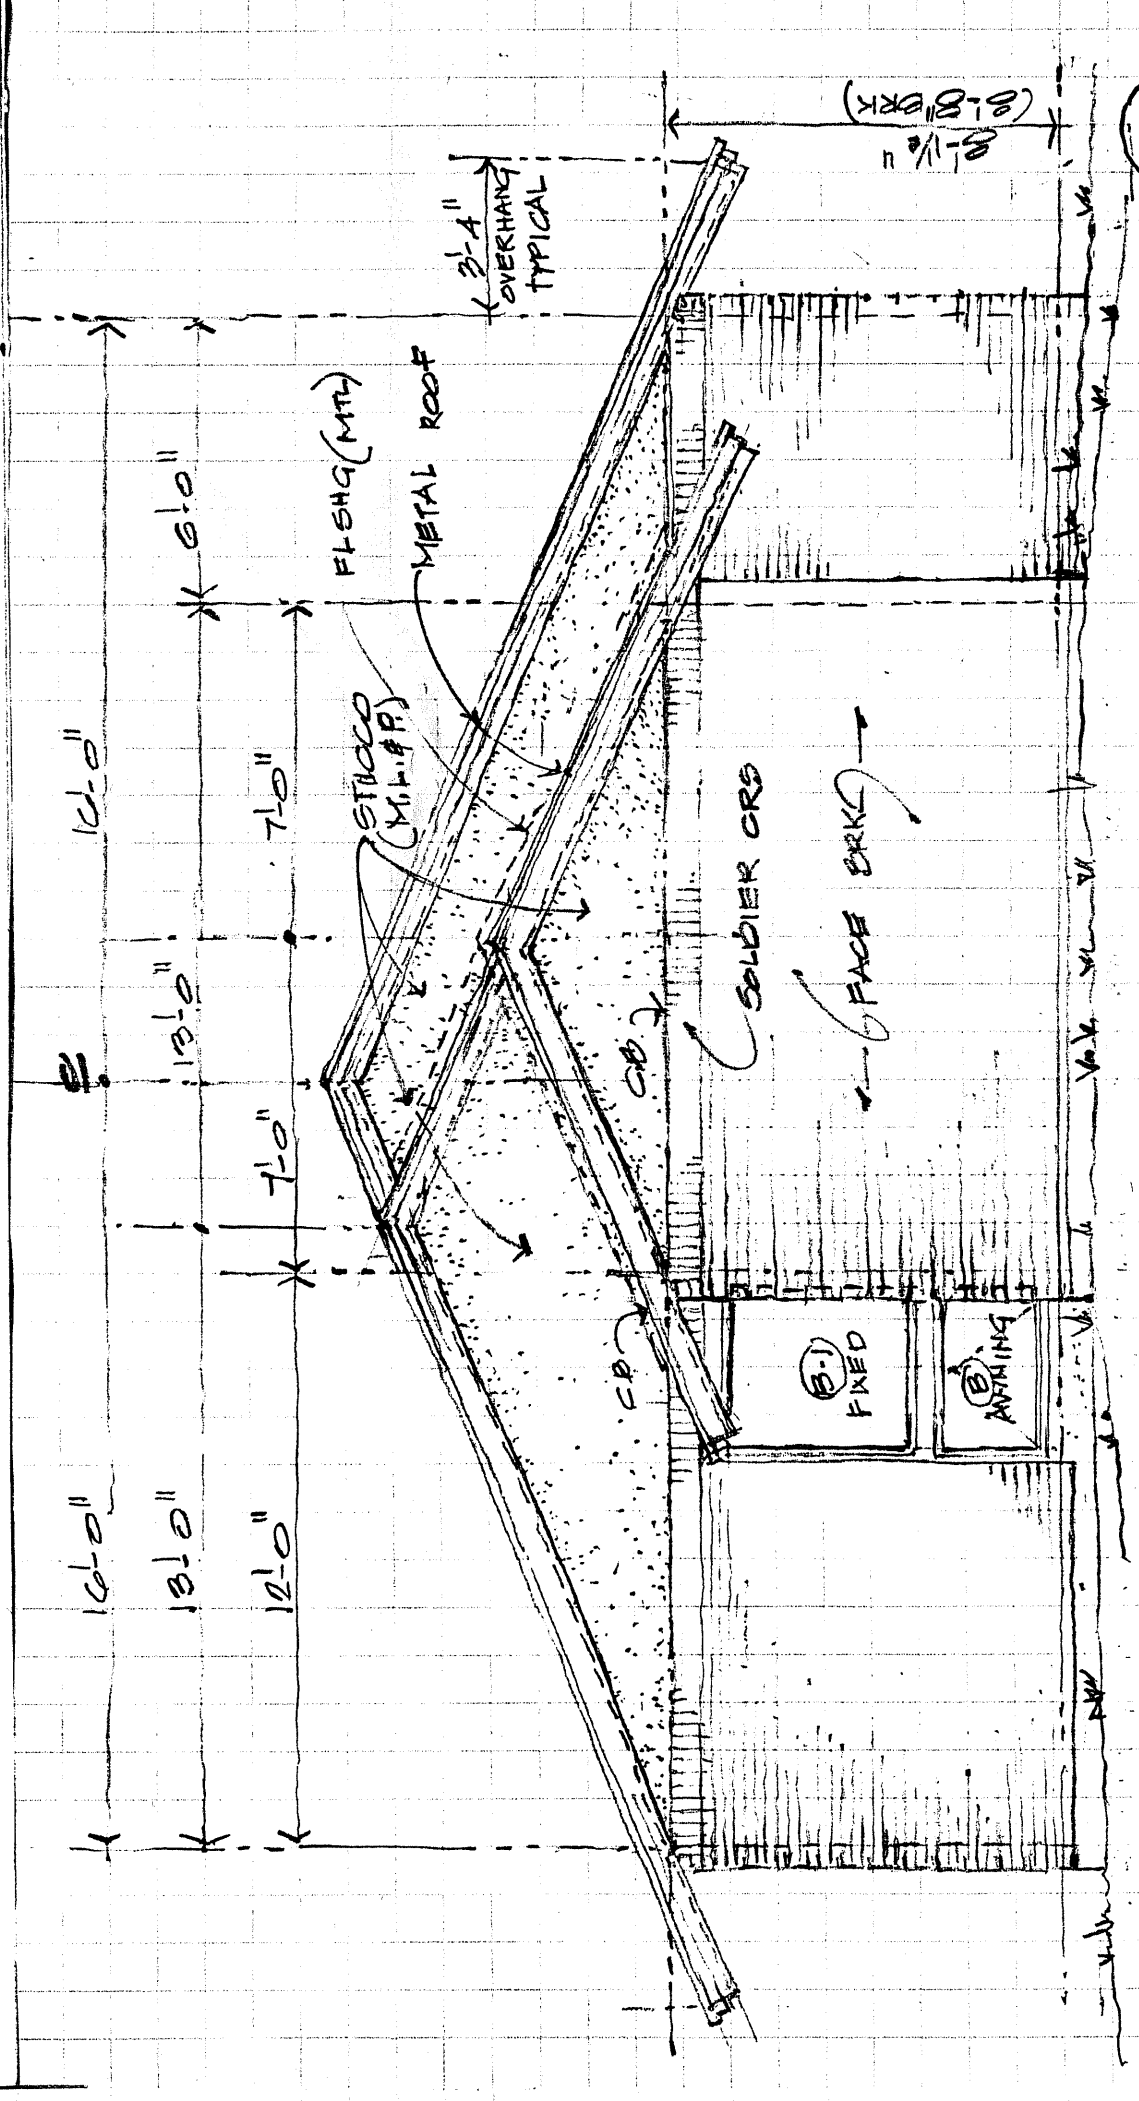 16'-0"
16'-0"
13'-0"
13'-0"
6'-0"
12'-0"
7'-0"
7'-0"
STUCCO
(M.L.&P.)
FLSHG (MTL)
METAL ROOF
3'-4"
OVERHANG
TYPICAL
8'-11½"
(8'-8" BRK)
CB
CB
SOLDIER CRS
FACE BRK
B-1
FIXED
B
AWNING